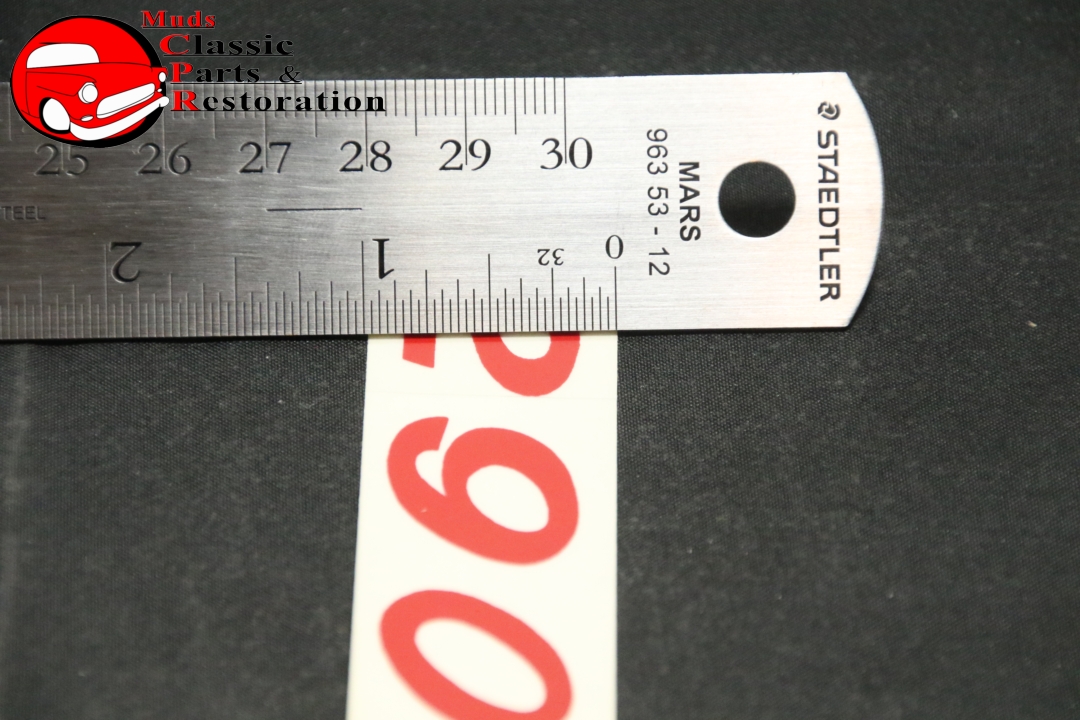 Muds
Classic
Parts &
Restoration
25 26 27 28 29 30
TEEL
MARS
963 53 - 12
STAEDTLER
2 1 32 0
290